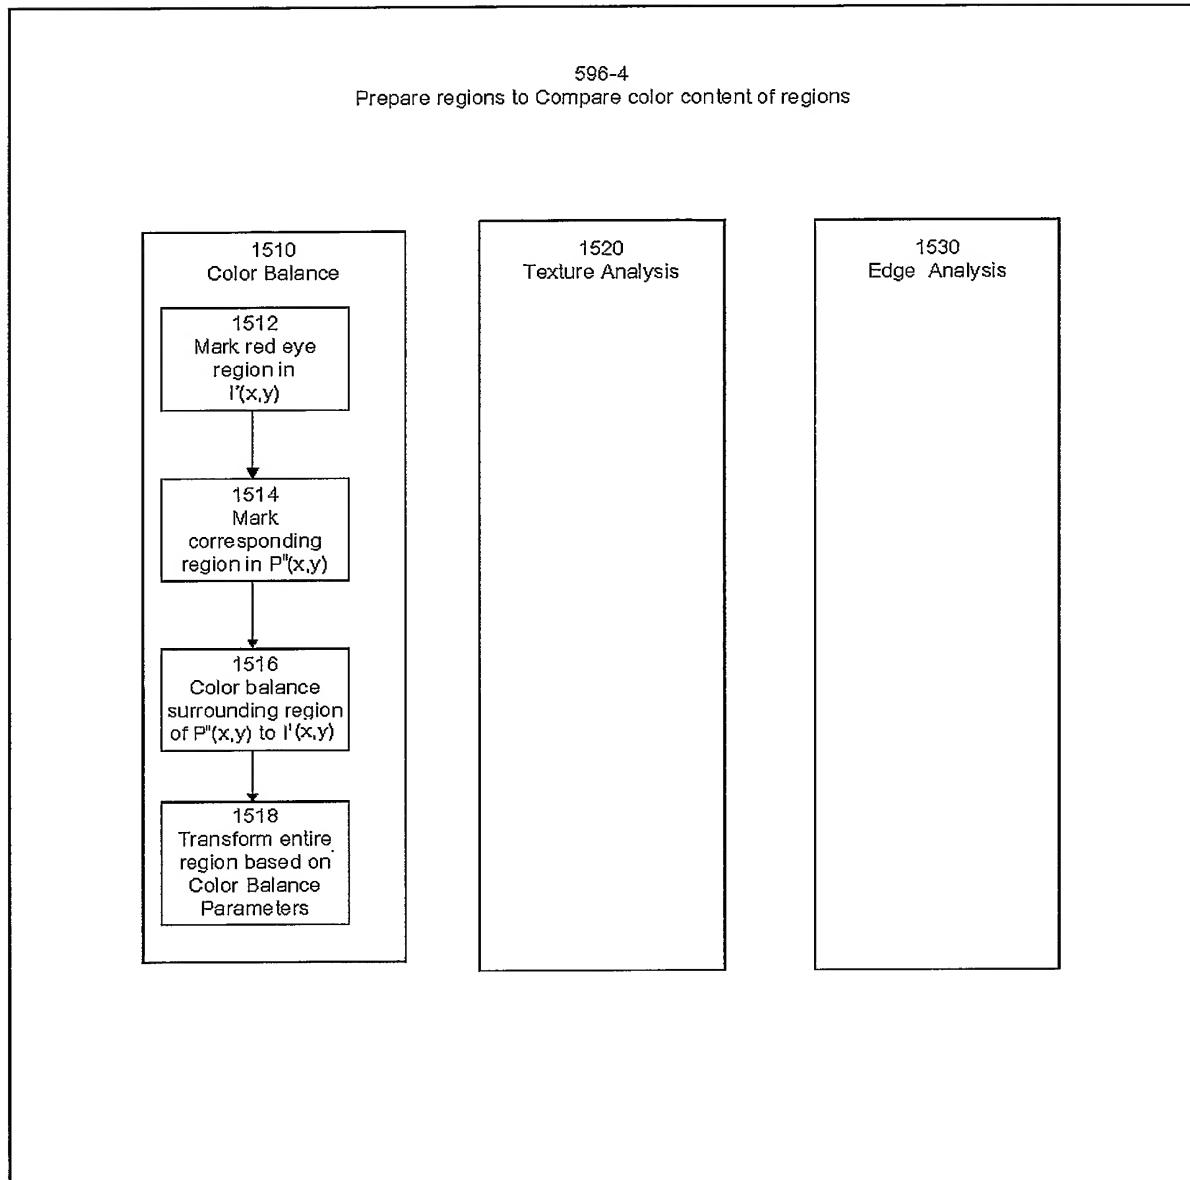 596-4
Prepare regions to Compare color content of regions
1510
Color Balance
1512
Mark red eye
region in
I'(x,y)
1514
Mark
corresponding
region in P"(x,y)
1516
Color balance
surrounding region
of P"(x,y) to I'(x,y)
1518
Transform entire
region based on
Color Balance
Parameters
1520
Texture Analysis
1530
Edge Analysis